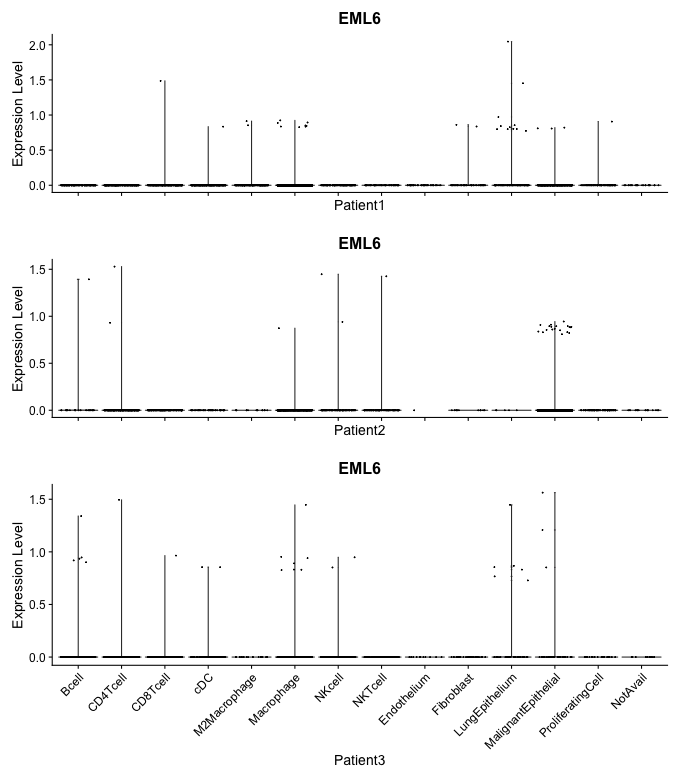 EML6
Expression Level
2.0
1.5
1.0
0.5
0.0
Patient1
EML6
Expression Level
1.5
1.0
0.5
0.0
Patient2
EML6
Expression Level
1.5
1.0
0.5
0.0
Bcell
CD4Tcell
CD8Tcell
cDC
M2Macrophage
Macrophage
NKcell
NKTcell
Endothelium
Fibroblast
LungEpithelium
MalignantEpithelial
ProliferatingCell
NotAvail
Patient3